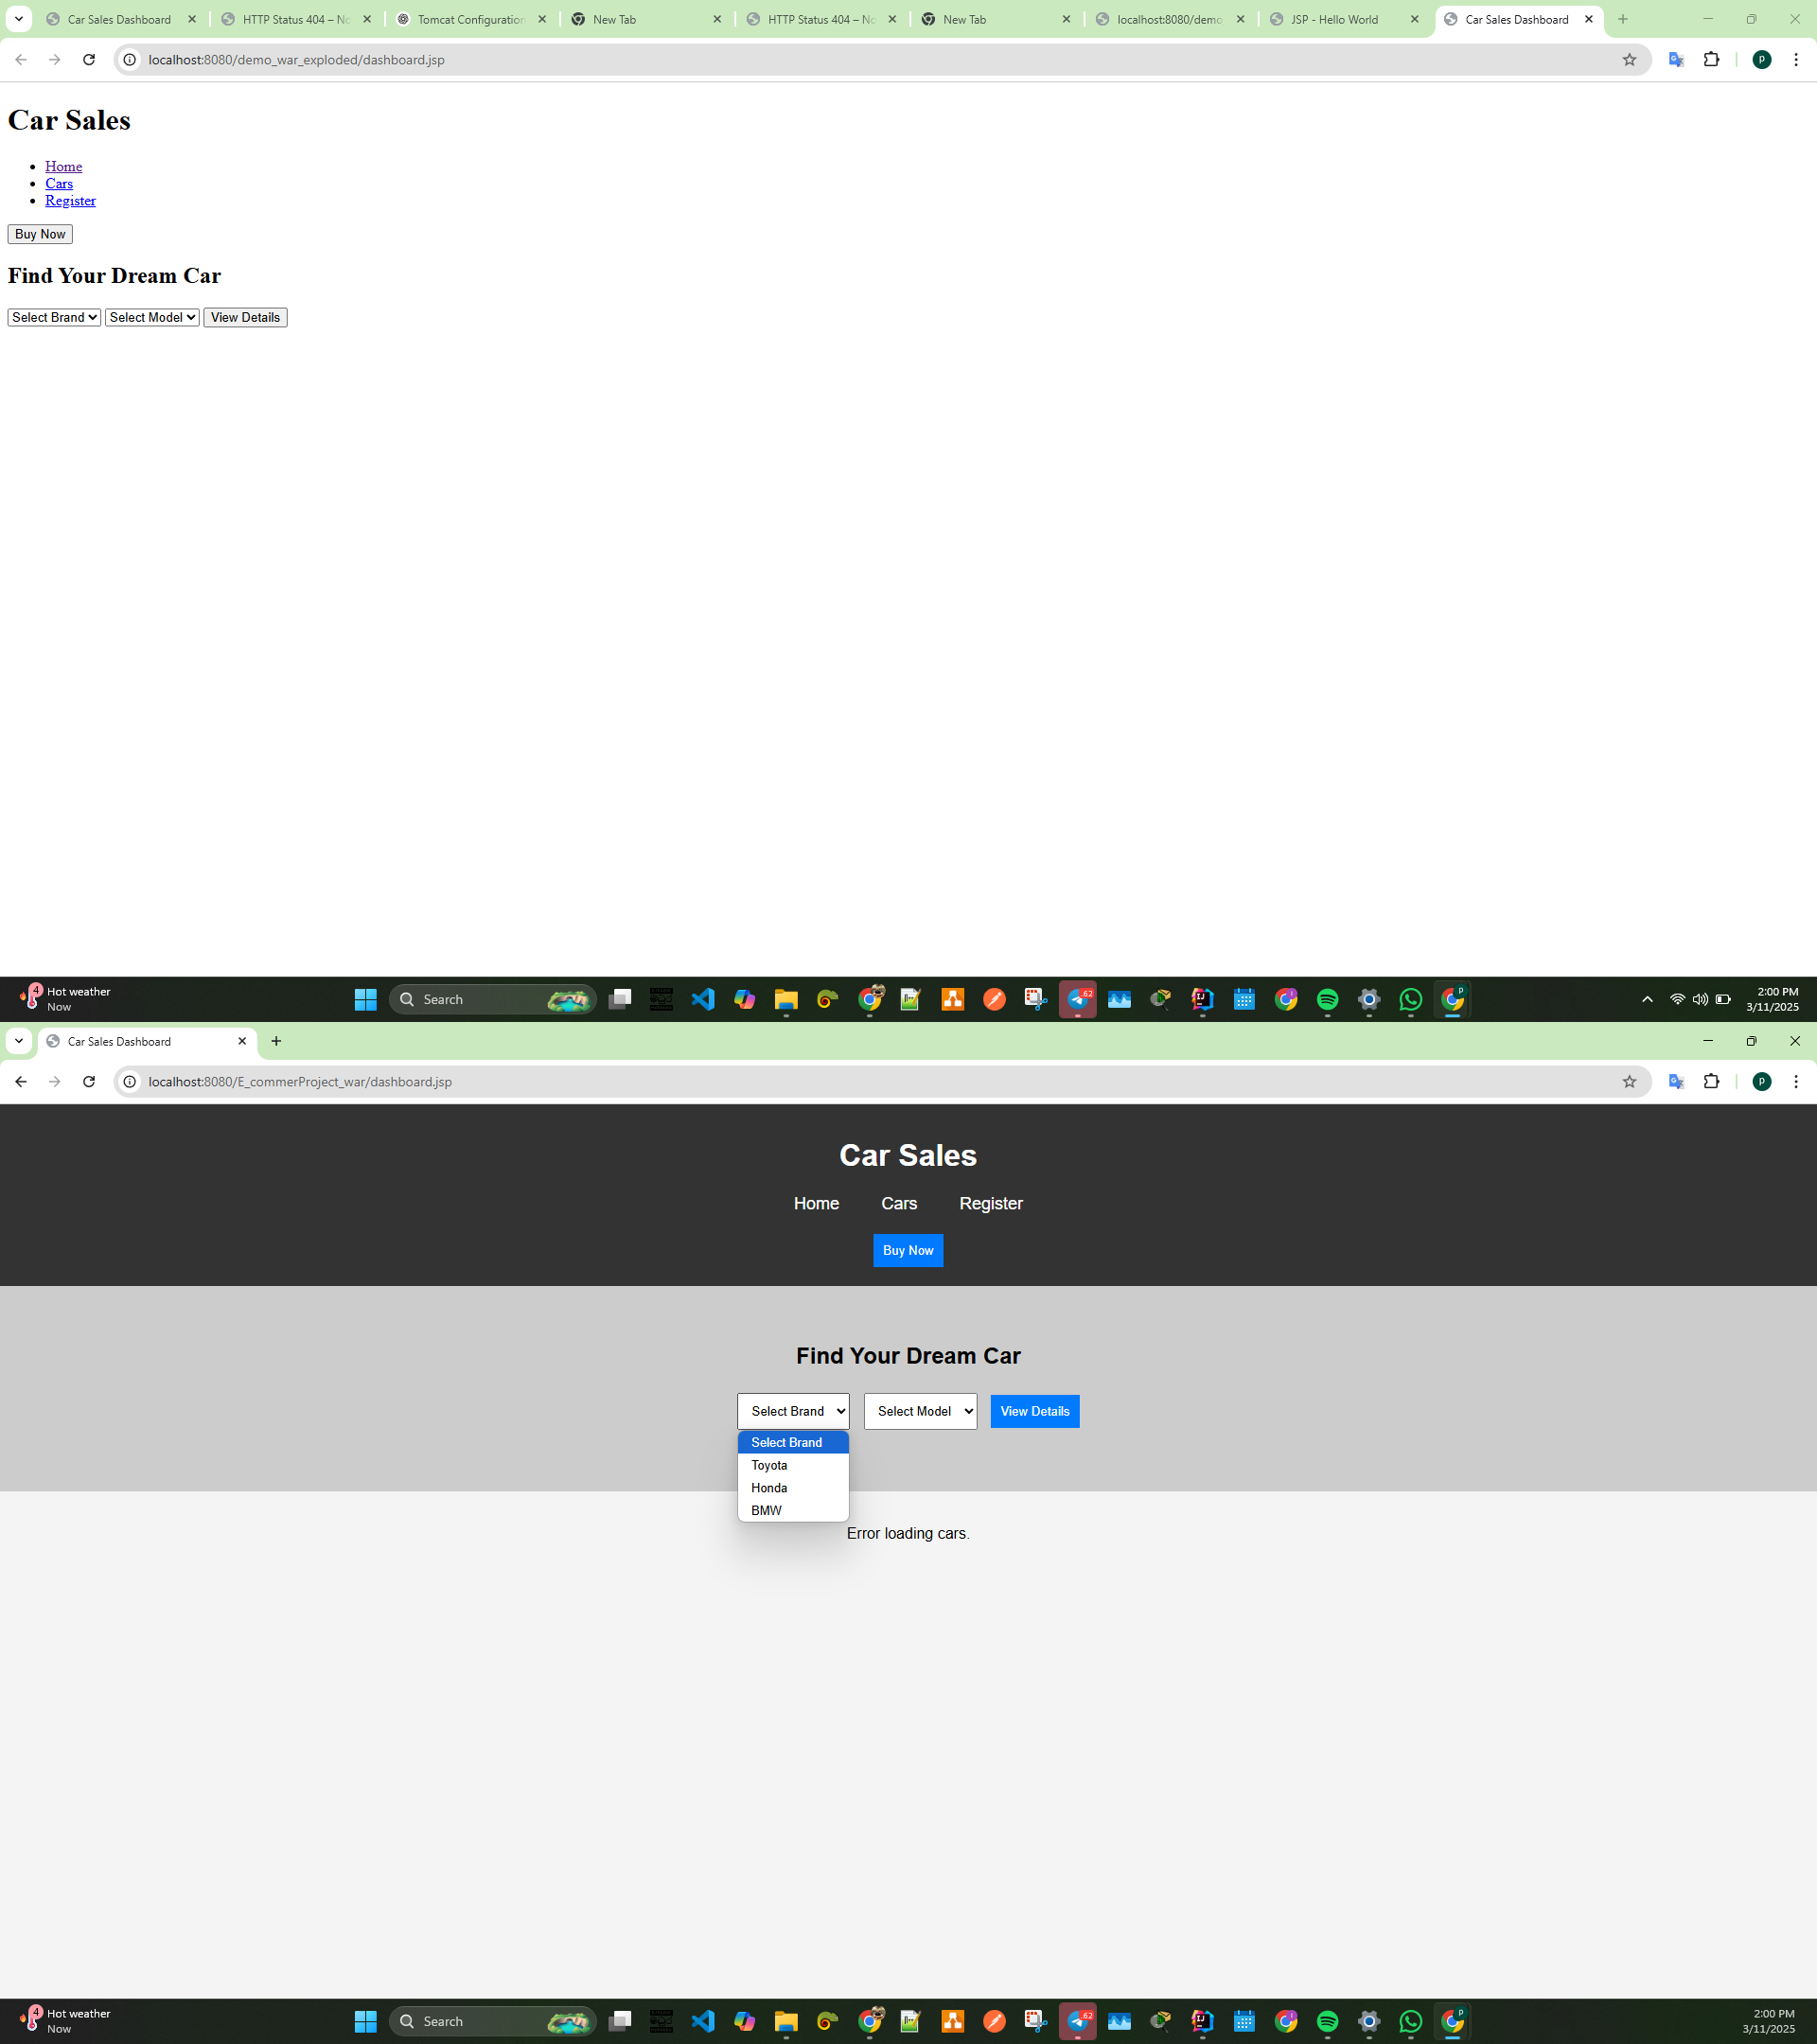 Car Sales Dashboard
HTTP Status 404 – No
Tomcat Configuration
New Tab
HTTP Status 404 – No
New Tab
localhost:8080/demo
JSP - Hello World
Car Sales Dashboard
localhost:8080/demo_war_exploded/dashboard.jsp
P
Car Sales
Home
Cars
Register
Buy Now
Find Your Dream Car
Select Brand
Select Model
View Details
4
Hot weather
Now
Search
62
P
2:00 PM
3/11/2025
Car Sales Dashboard
localhost:8080/E_commerProject_war/dashboard.jsp
P
Car Sales
Home Cars Register
Buy Now
Find Your Dream Car
Select Brand
Select Model
View Details
Select Brand
Toyota
Honda
BMW
Error loading cars.
4
Hot weather
Now
Search
62
P
2:00 PM
3/11/2025